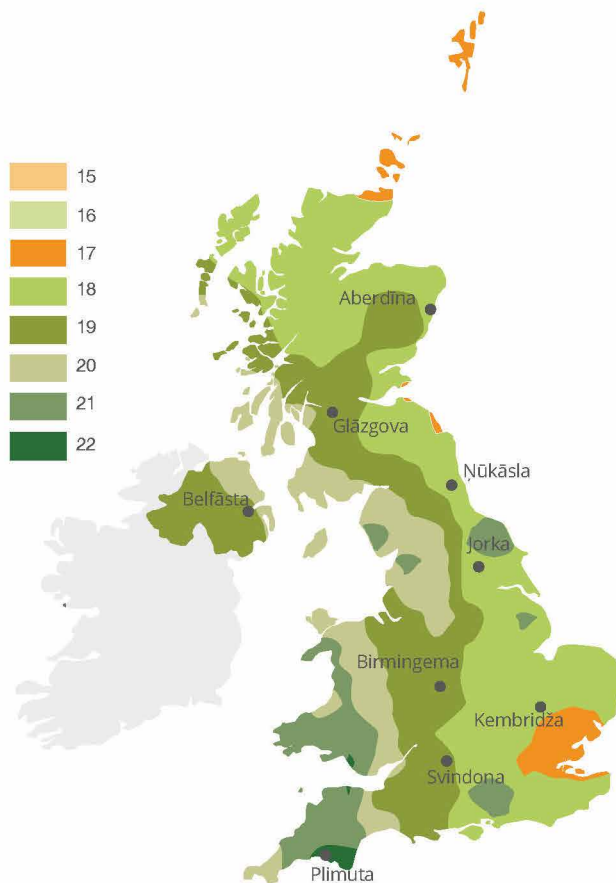 15
16
17
18
19
20
21
22
Aberdīna
Glāzgova
Ņūkāsla
Belfāsta
Jorka
Birmingema
Kembridža
Svindona
Plimuta